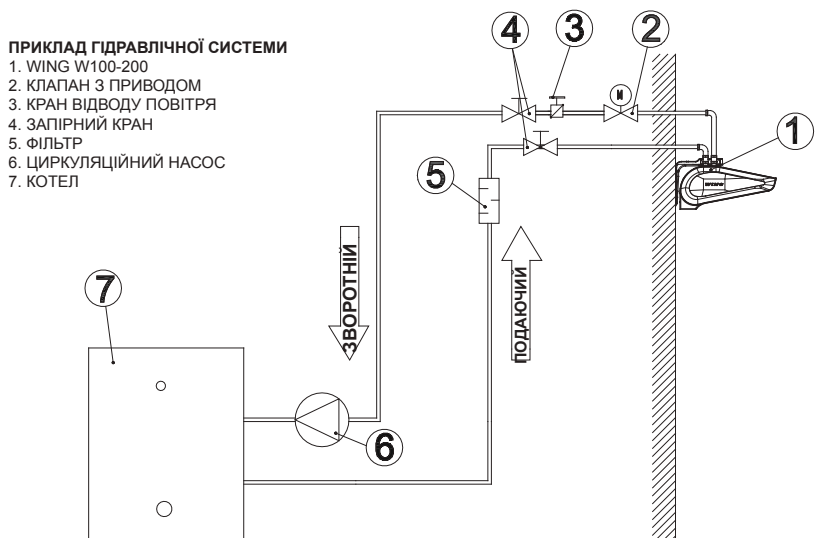 ПРИКЛАД ГІДРАВЛІЧНОЇ СИСТЕМИ
1. WING W100-200
2. КЛАПАН З ПРИВОДОМ
3. КРАН ВІДВОДУ ПОВІТРЯ
4. ЗАПІРНИЙ КРАН
5. ФІЛЬТР
6. ЦИРКУЛЯЦІЙНИЙ НАСОС
7. КОТЕЛ
4
3
2
M
1
5
ЗВОРОТНІЙ
ПОДАЮЧИЙ
7
6